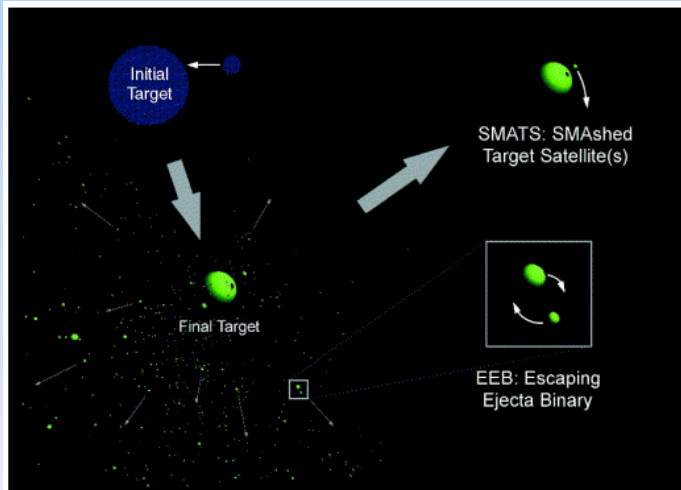 Initial
Target
SMATS: SMAshed
Target Satellite(s)
Final Target
EEB: Escaping
Ejecta Binary